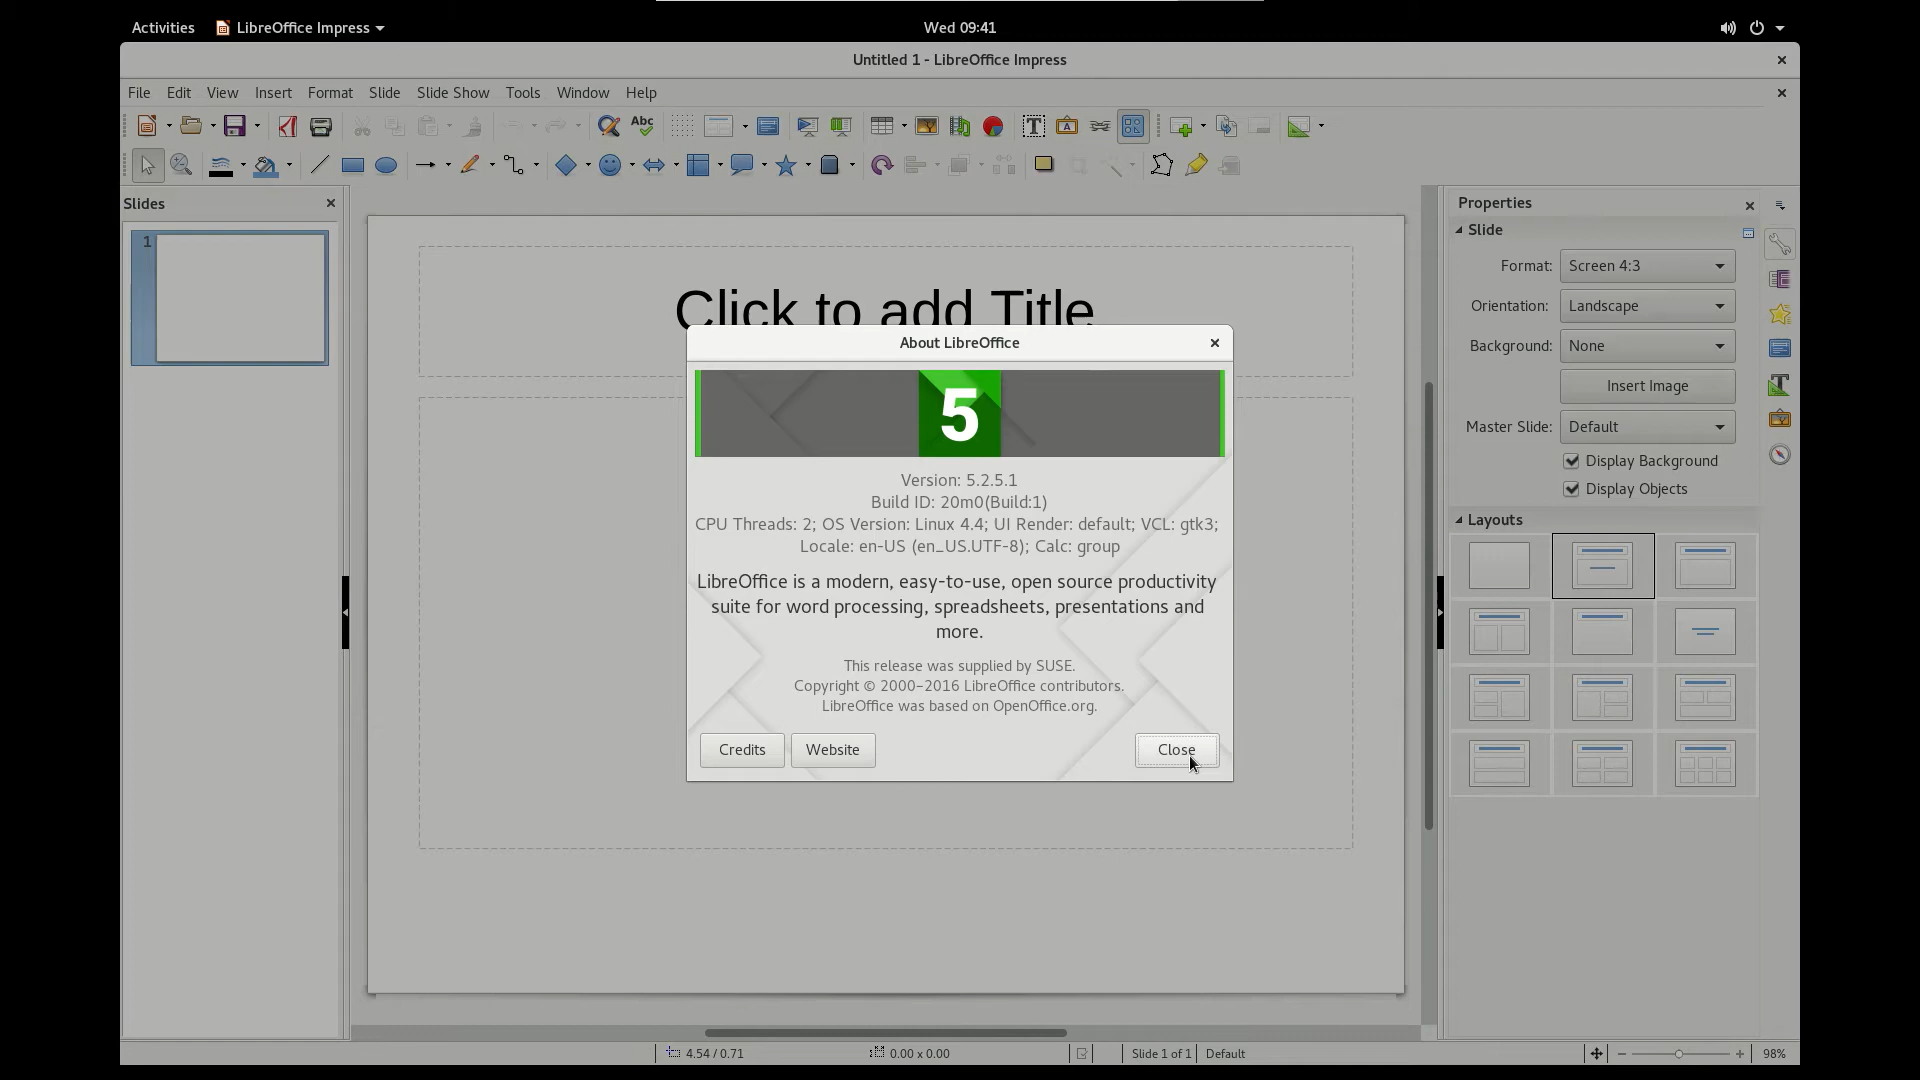 Activities LibreOffice Impress Wed 09:41
Untitled 1 - LibreOffice Impress
File Edit View Insert Format Slide Slide Show Tools Window Help
Abc
Slides
1
Click to add Title
About LibreOffice
5
Version: 5.2.5.1
Build ID: 20m0(Build:1)
CPU Threads: 2; OS Version: Linux 4.4; UI Render: default; VCL: gtk3;
Locale: en-US (en_US.UTF-8); Calc: group
LibreOffice is a modern, easy-to-use, open source productivity
suite for word processing, spreadsheets, presentations and
more.
This release was supplied by SUSE.
Copyright © 2000–2016 LibreOffice contributors.
LibreOffice was based on OpenOffice.org.
Credits Website Close
Properties
Slide
Format: Screen 4:3
Orientation: Landscape
Background: None
Insert Image
Master Slide: Default
Display Background
Display Objects
Layouts
4.54 / 0.71 0.00 x 0.00 Slide 1 of 1 Default 98%